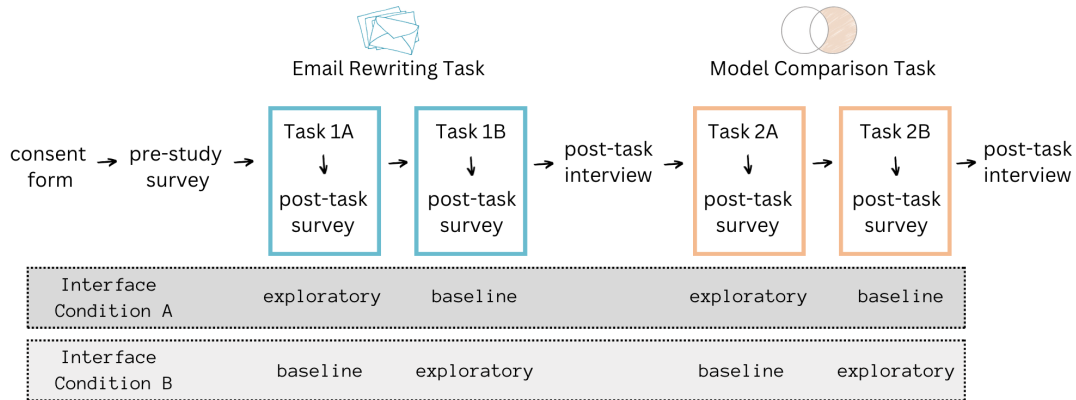 Email Rewriting Task
Model Comparison Task
consent
form
pre-study
survey
Task 1A
post-task
survey
Task 1B
post-task
survey
post-task
interview
Task 2A
post-task
survey
Task 2B
post-task
survey
post-task
interview
Interface
Condition A
exploratory
baseline
exploratory
baseline
Interface
Condition B
baseline
exploratory
baseline
exploratory